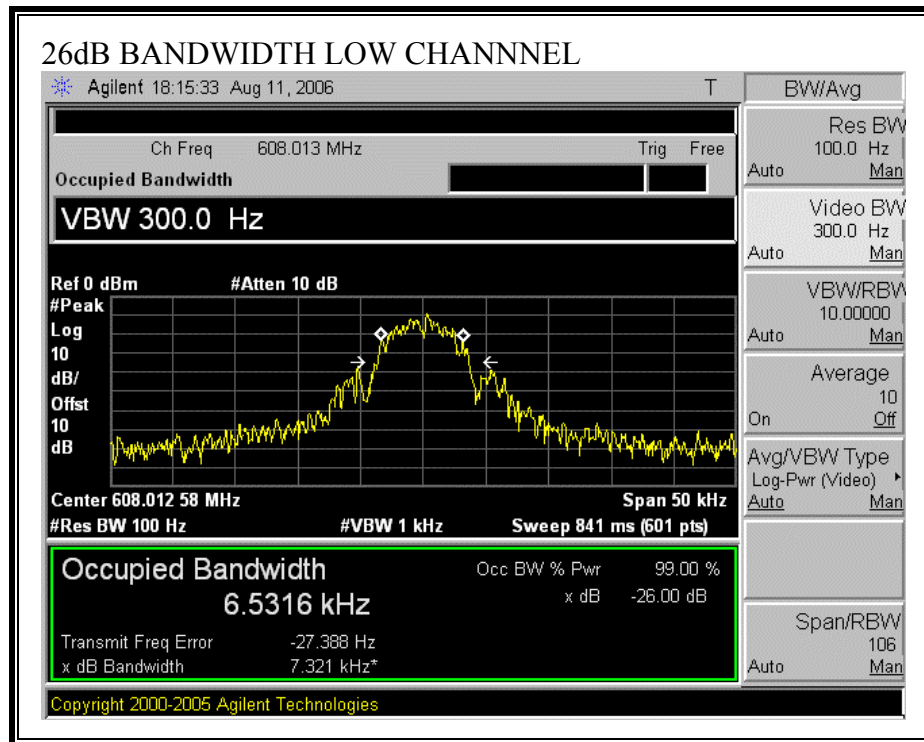 26dB BANDWIDTH LOW CHANNNEL
Agilent 18:15:33 Aug 11, 2006 T
BW/Avg
Ch Freq 608.013 MHz Trig Free
Occupied Bandwidth
VBW 300.0 Hz
Ref 0 dBm #Atten 10 dB
#Peak
Log
10
dB/
Offst
10
dB
Center 608.012 58 MHz Span 50 kHz
#Res BW 100 Hz #VBW 1 kHz Sweep 841 ms (601 pts)
Occupied Bandwidth
6.5316 kHz
Occ BW % Pwr 99.00 %
x dB -26.00 dB
Transmit Freq Error -27.388 Hz
x dB Bandwidth 7.321 kHz*
Copyright 2000-2005 Agilent Technologies
Res BW
100.0 Hz
Auto Man
Video BW
300.0 Hz
Auto Man
VBW/RBW
10.00000
Auto Man
Average
10
On Off
Avg/VBW Type
Log-Pwr (Video)
Auto Man
Span/RBW
106
Auto Man